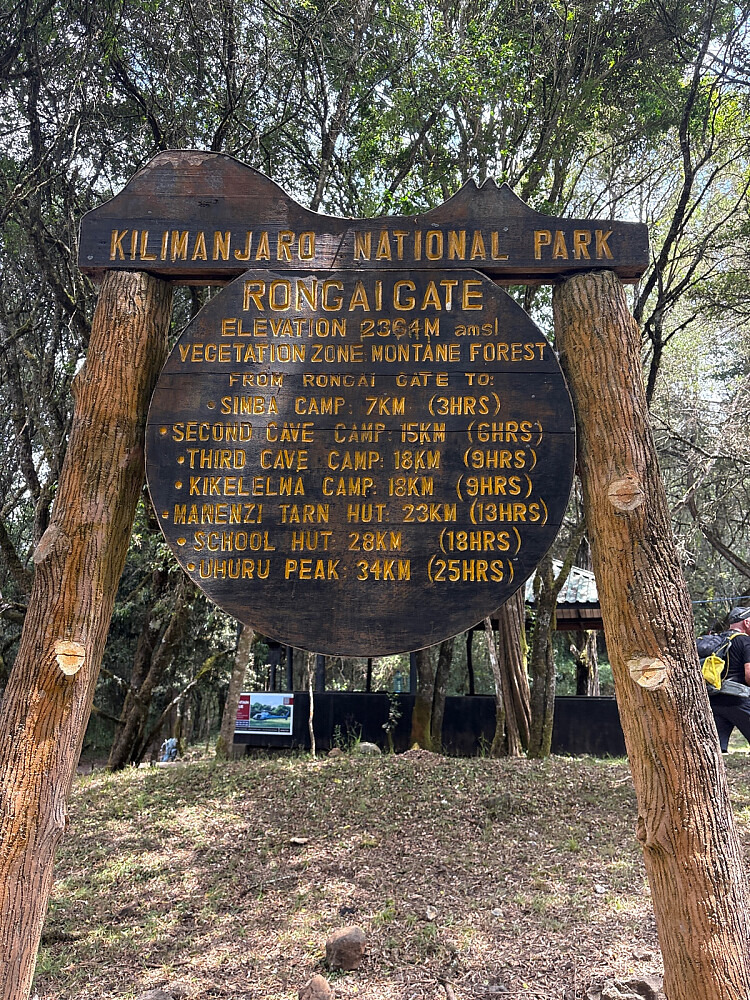 KILIMANJARO NATIONAL PARK
RONGAI GATE
ELEVATION 2364M amsl
VEGETATION ZONE MONTANE FOREST
FROM RONGAI GATE TO:
• SIMBA CAMP: 7KM (3HRS)
• SECOND CAVE CAMP: 15KM (6HRS)
• THIRD CAVE CAMP: 18KM (9HRS)
• KIKELELWA CAMP: 18KM (9HRS)
• MAWENZI TARN HUT 23KM (13HRS)
• SCHOOL HUT 28KM (18HRS)
• UHURU PEAK 34KM (25HRS)